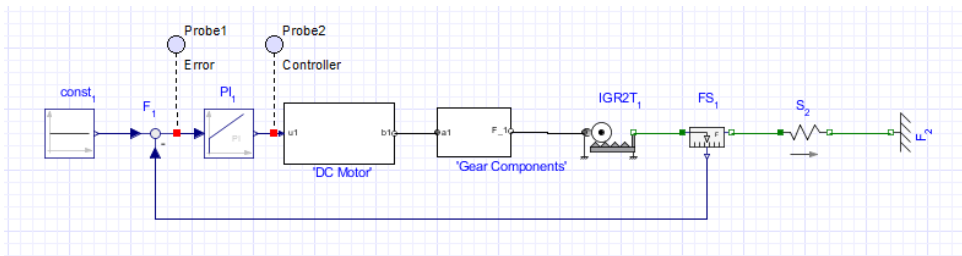 Probe1
Probe2
Error
Controller
const1
F1
PI1
IGR2T1
FS1
S2
F2
-
PI
u1
b1
a1
F_1
F
'DC Motor'
'Gear Components'